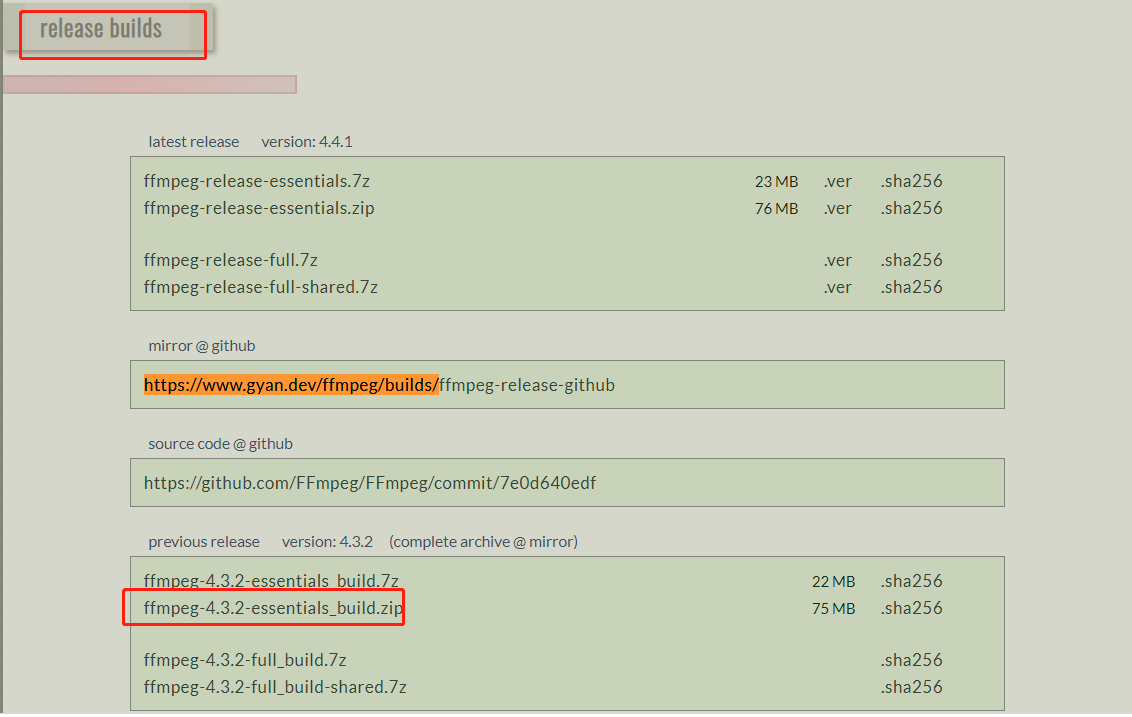 release builds
latest release version: 4.4.1
ffmpeg-release-essentials.7z 23 MB .ver .sha256
ffmpeg-release-essentials.zip 76 MB .ver .sha256
ffmpeg-release-full.7z .ver .sha256
ffmpeg-release-full-shared.7z .ver .sha256
mirror @ github
https://www.gyan.dev/ffmpeg/builds/ffmpeg-release-github
source code @ github
https://github.com/FFmpeg/FFmpeg/commit/7e0d640edf
previous release version: 4.3.2 (complete archive @ mirror)
ffmpeg-4.3.2-essentials_build.7z 22 MB .sha256
ffmpeg-4.3.2-essentials_build.zip 75 MB .sha256
ffmpeg-4.3.2-full_build.7z .sha256
ffmpeg-4.3.2-full_build-shared.7z .sha256